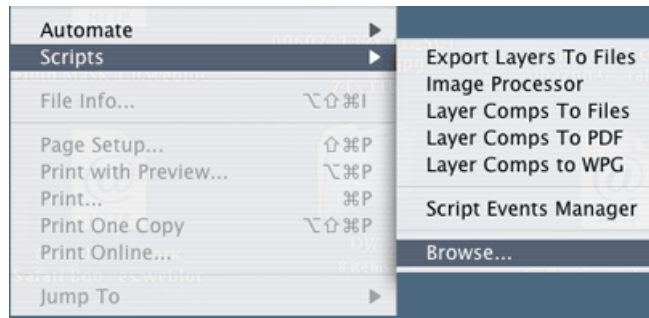 Automate
Scripts
File Info... ⌥⇧⌘I
Page Setup... ⇧⌘P
Print with Preview... ⌥⌘P
Print... ⌘P
Print One Copy ⌥⇧⌘P
Print Online...
Jump To
Export Layers To Files
Image Processor
Layer Comps To Files
Layer Comps To PDF
Layer Comps to WPG
Script Events Manager
Browse...